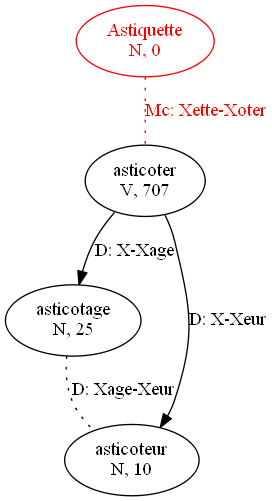 Astiquette
N, 0
Mc: Xette-Xoter
asticoter
V, 707
D: X-Xage
asticotage
N, 25
D: X-Xeur
D: Xage-Xeur
asticoteur
N, 10